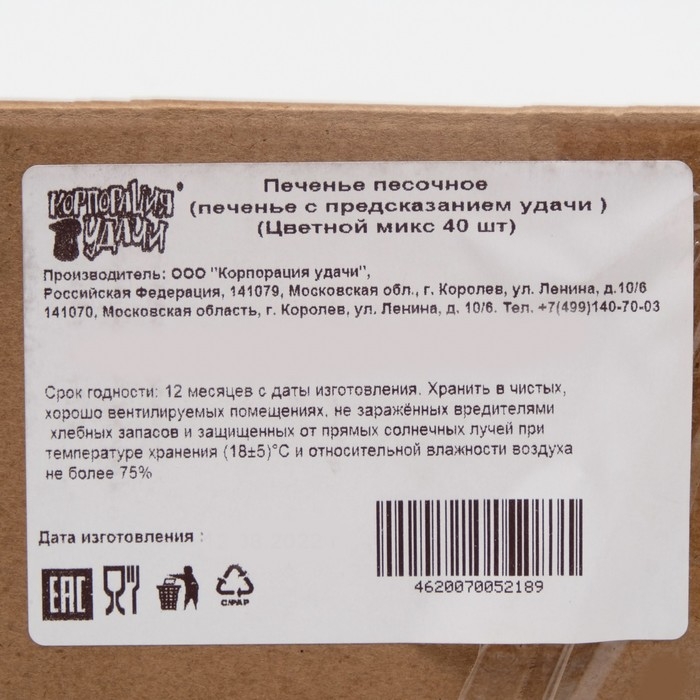 КОРПОРАЦИЯ
УДАЧИ
Печенье песочное
(печенье с предсказанием удачи )
(Цветной микс 40 шт)
Производитель: ООО "Корпорация удачи",
Российская Федерация, 141079, Московская обл., г. Королев, ул. Ленина, д.10/6
141070, Московская область, г. Королев, ул. Ленина, д. 10/6. Тел. +7(499)140-70-03
Срок годности: 12 месяцев с даты изготовления. Хранить в чистых,
хорошо вентилируемых помещениях, не заражённых вредителями
хлебных запасов и защищенных от прямых солнечных лучей при
температуре хранения (18±5)°С и относительной влажности воздуха
не более 75%
Дата изготовления :
4620070052189
EAC
C/PAP